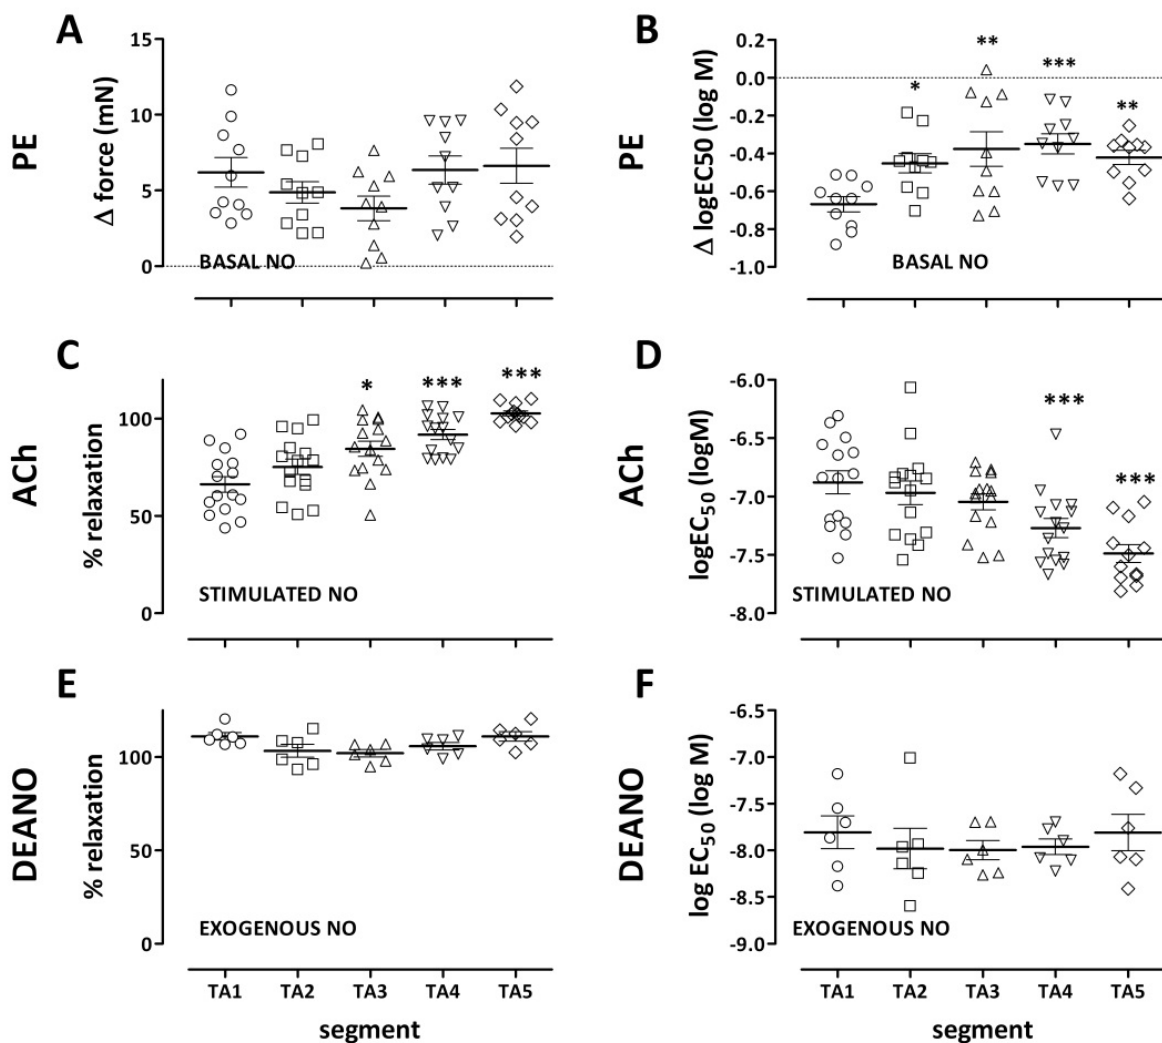 A
PE
Δ force (mN)
15
10
5
0
BASAL NO
B
PE
Δ logEC50 (log M)
0.2
0.0
-0.2
-0.4
-0.6
-0.8
-1.0
*
**
***
**
BASAL NO
C
ACh
% relaxation
100
50
0
*
***
***
STIMULATED NO
D
ACh
logEC50 (logM)
-6.0
-6.5
-7.0
-7.5
-8.0
***
***
STIMULATED NO
E
DEANO
% relaxation
100
50
0
EXOGENOUS NO
TA1 TA2 TA3 TA4 TA5
segment
F
DEANO
log EC50 (log M)
-6.5
-7.0
-7.5
-8.0
-8.5
-9.0
EXOGENOUS NO
TA1 TA2 TA3 TA4 TA5
segment